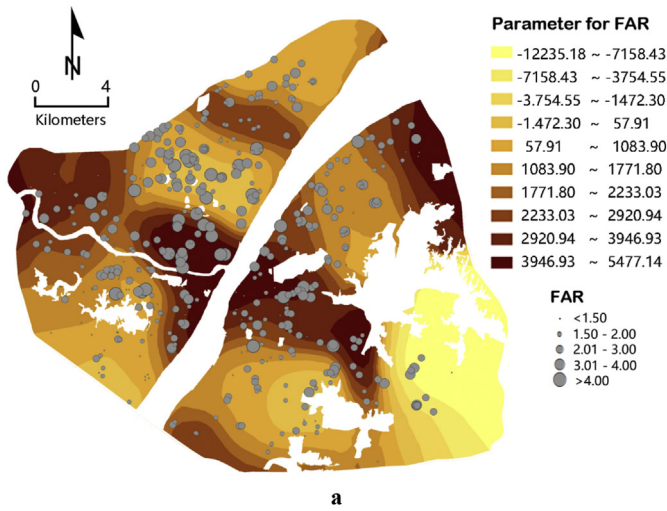 N
0 4
Kilometers
Parameter for FAR
-12235.18 ~ -7158.43
-7158.43 ~ -3754.55
-3.754.55 ~ -1472.30
-1.472.30 ~ 57.91
57.91 ~ 1083.90
1083.90 ~ 1771.80
1771.80 ~ 2233.03
2233.03 ~ 2920.94
2920.94 ~ 3946.93
3946.93 ~ 5477.14
FAR
<1.50
1.50 - 2.00
2.01 - 3.00
3.01 - 4.00
>4.00
a